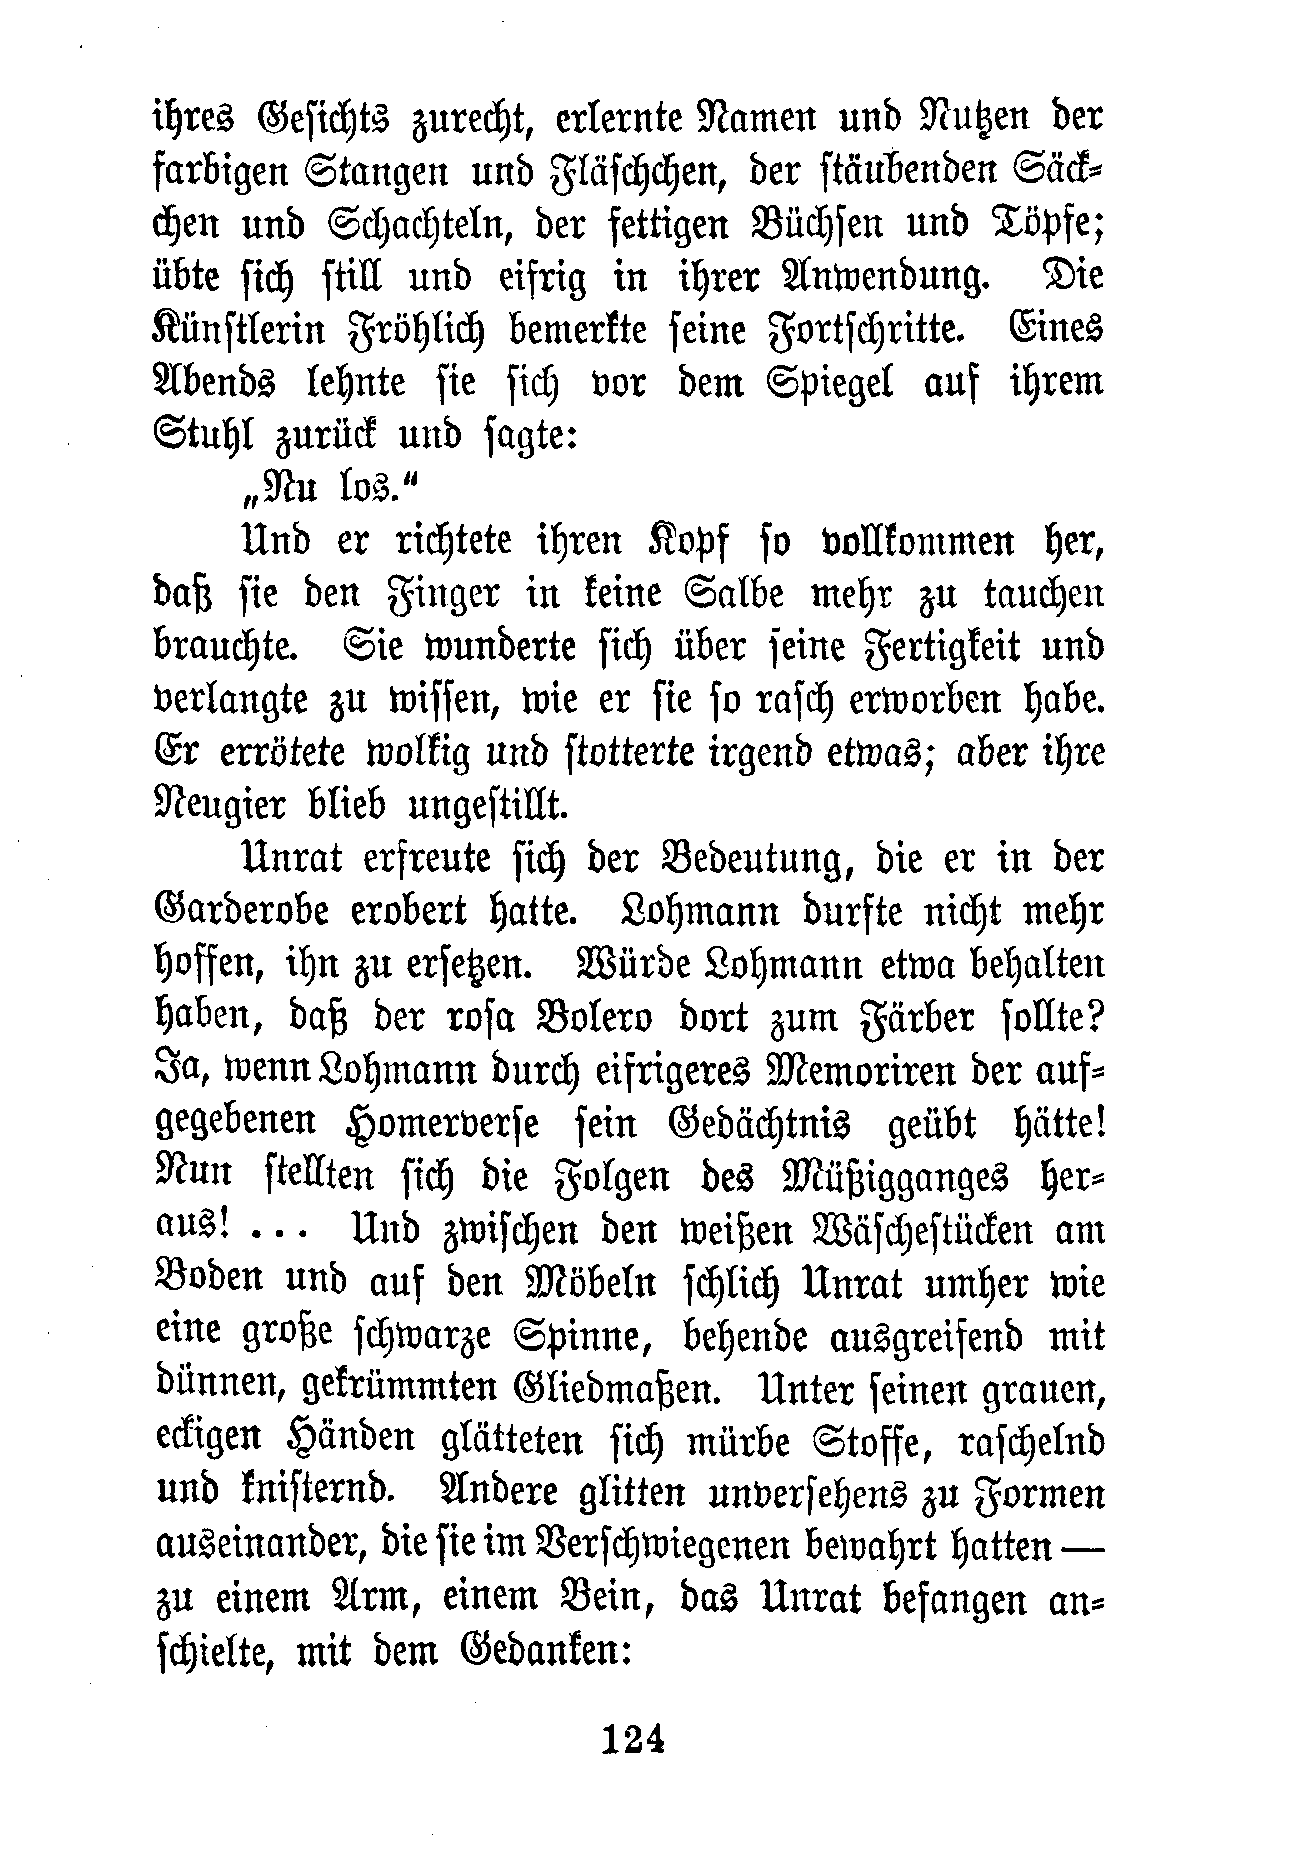 ihres Gesichts zurecht, erlernte Namen und Nutzen der
farbigen Stangen und Fläschchen, der stäubenden Säck-
chen und Schachteln, der fettigen Büchsen und Töpfe;
übte sich still und eifrig in ihrer Anwendung. Die
Künstlerin Fröhlich bemerkte seine Fortschritte. Eines
Abends lehnte sie sich vor dem Spiegel auf ihrem
Stuhl zurück und sagte:
„Nu los.“
Und er richtete ihren Kopf so vollkommen her,
daß sie den Finger in keine Salbe mehr zu tauchen
brauchte. Sie wunderte sich über seine Fertigkeit und
verlangte zu wissen, wie er sie so rasch erworben habe.
Er errötete wolkig und stotterte irgend etwas; aber ihre
Neugier blieb ungestillt.
Unrat erfreute sich der Bedeutung, die er in der
Garderobe erobert hatte. Lohmann durfte nicht mehr
hoffen, ihn zu ersetzen. Würde Lohmann etwa behalten
haben, daß der rosa Bolero dort zum Färber sollte?
Ja, wenn Lohmann durch eifrigeres Memoriren der auf-
gegebenen Homerverse sein Gedächtnis geübt hätte!
Nun stellten sich die Folgen des Müßigganges her-
aus! ... Und zwischen den weißen Wäschestücken am
Boden und auf den Möbeln schlich Unrat umher wie
eine große schwarze Spinne, behende ausgreifend mit
dünnen, gekrümmten Gliedmaßen. Unter seinen grauen,
eckigen Händen glätteten sich mürbe Stoffe, raschelnd
und knisternd. Andere glitten unversehens zu Formen
auseinander, die sie im Verschwiegenen bewahrt hatten —
zu einem Arm, einem Bein, das Unrat befangen an-
schielte, mit dem Gedanken:
124